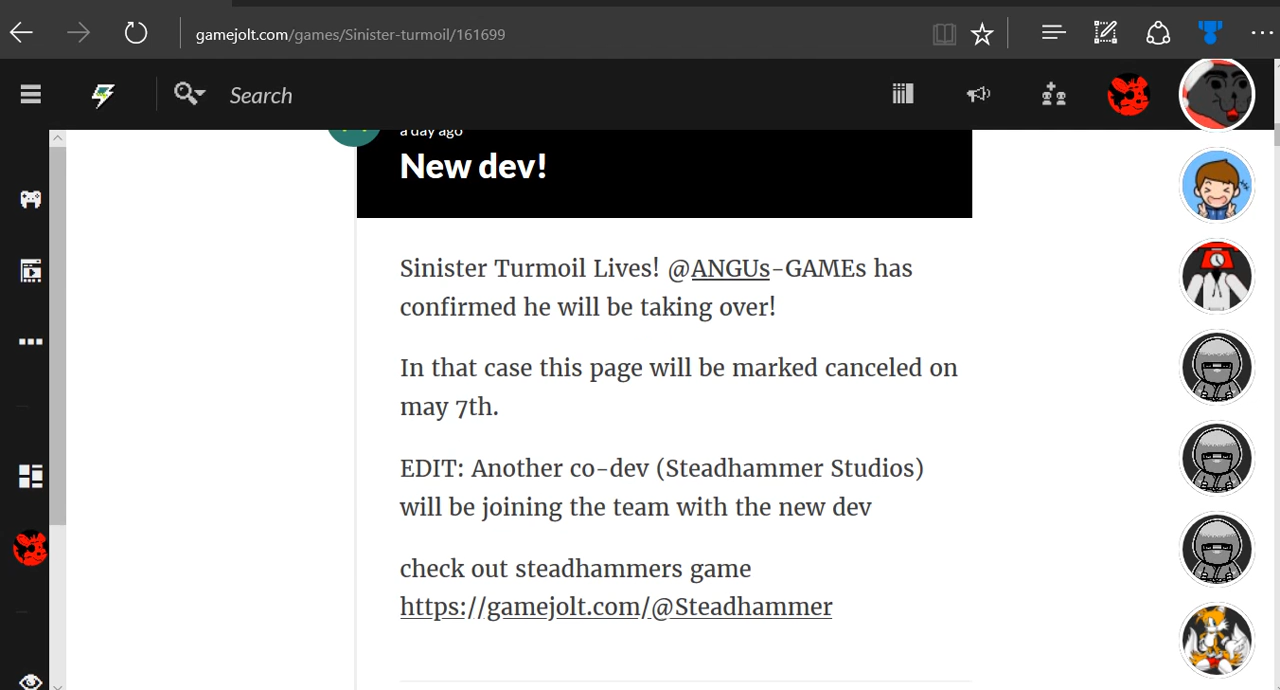 gamejolt.com/games/Sinister-turmoil/161699
Search
a day ago
New dev!
Sinister Turmoil Lives! @ANGUs-GAMEs has
confirmed he will be taking over!
In that case this page will be marked canceled on
may 7th.
EDIT: Another co-dev (Steadhammer Studios)
will be joining the team with the new dev
check out steadhammers game
https://gamejolt.com/@Steadhammer